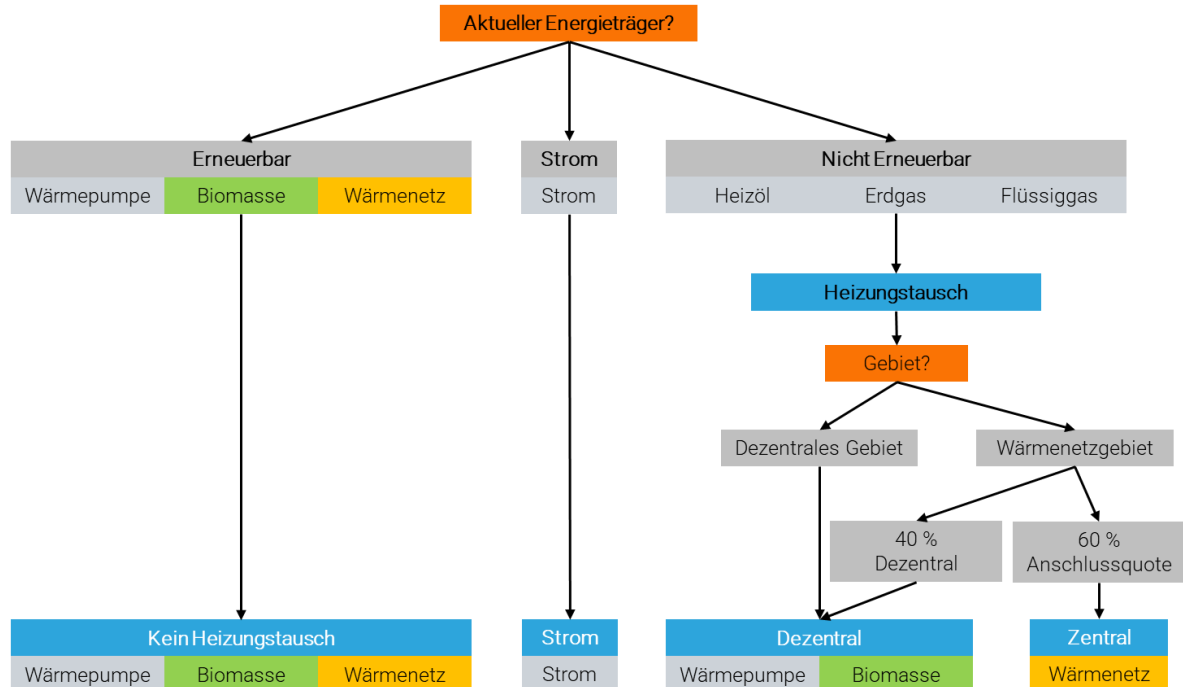 Aktueller Energieträger?
Erneuerbar
Strom
Nicht Erneuerbar
Wärmepumpe
Biomasse
Wärmenetz
Strom
Heizöl
Erdgas
Flüssiggas
Heizungstausch
Gebiet?
Dezentrales Gebiet
Wärmenetzgebiet
40 %
Dezentral
60 %
Anschlussquote
Kein Heizungstausch
Strom
Dezentral
Zentral
Wärmepumpe
Biomasse
Wärmenetz
Strom
Wärmepumpe
Biomasse
Wärmenetz